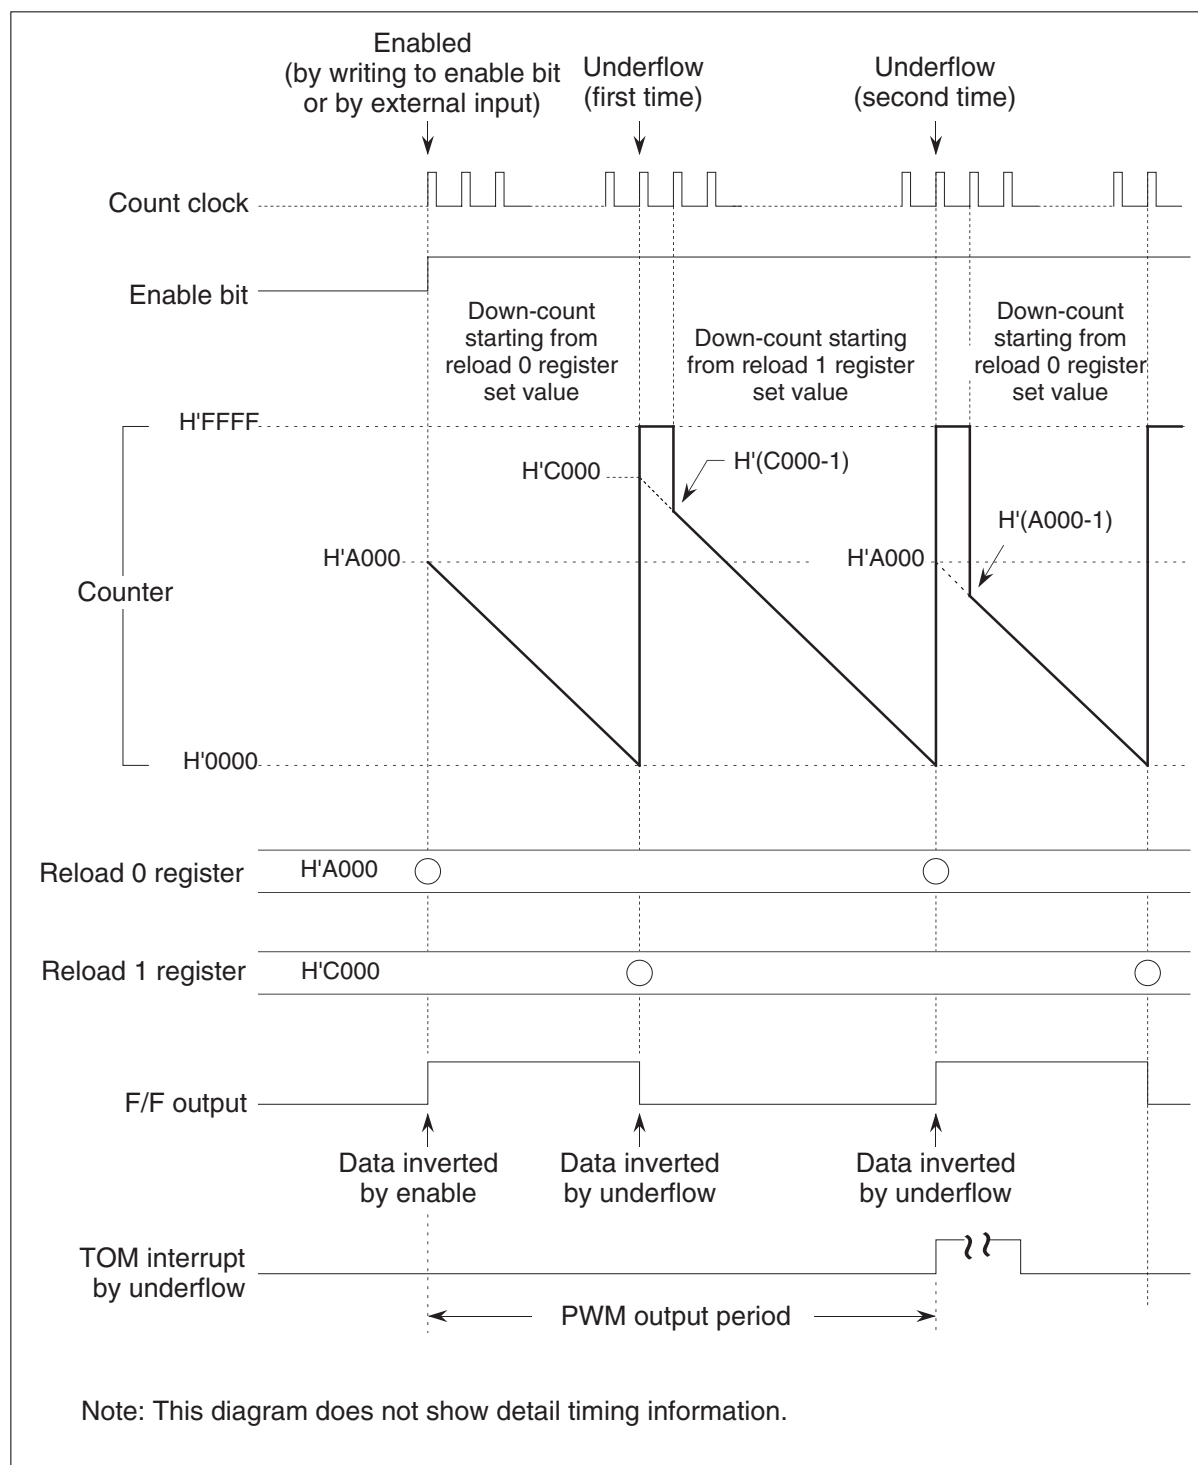 Enabled
(by writing to enable bit
or by external input)
Underflow
(first time)
Underflow
(second time)
Count clock
Enable bit
Down-count
starting from
reload 0 register
set value
Down-count starting
from reload 1 register
set value
Down-count
starting from
reload 0 register
set value
H'FFFF
H'C000
H'(C000-1)
H'(A000-1)
H'A000
H'A000
Counter
H'0000
Reload 0 register
H'A000
Reload 1 register
H'C000
F/F output
Data inverted
by enable
Data inverted
by underflow
Data inverted
by underflow
TOM interrupt
by underflow
PWM output period
Note: This diagram does not show detail timing information.